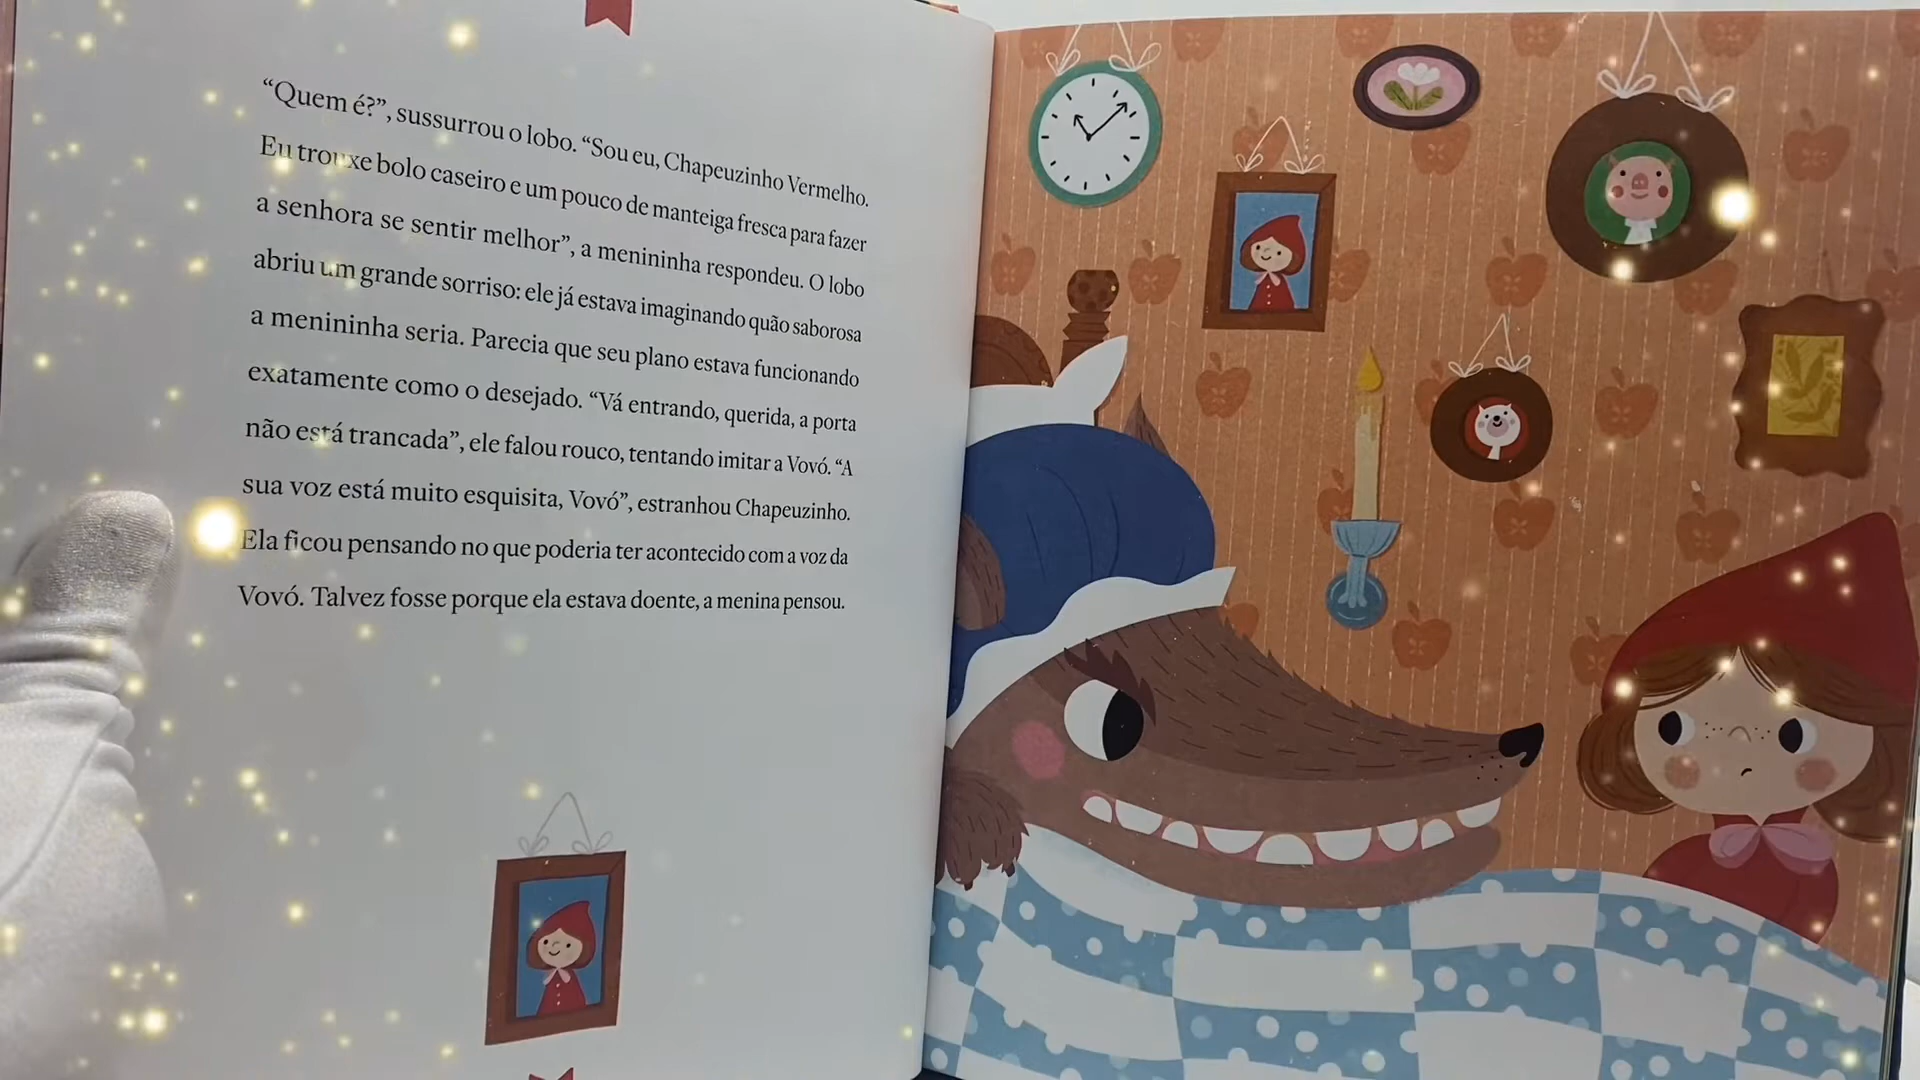 “Quem é?”, sussurrou o lobo. “Sou eu, Chapeuzinho Vermelho.
Eu trouxe bolo caseiro e um pouco de manteiga fresca para fazer
a senhora se sentir melhor”, a menininha respondeu. O lobo
abriu um grande sorriso: ele já estava imaginando quão saborosa
a menininha seria. Parecia que seu plano estava funcionando
exatamente como o desejado. “Vá entrando, querida, a porta
não está trancada”, ele falou rouco, tentando imitar a Vovó. “A
sua voz está muito esquisita, Vovó”, estranhou Chapeuzinho.
Ela ficou pensando no que poderia ter acontecido com a voz da
Vovó. Talvez fosse porque ela estava doente, a menina pensou.